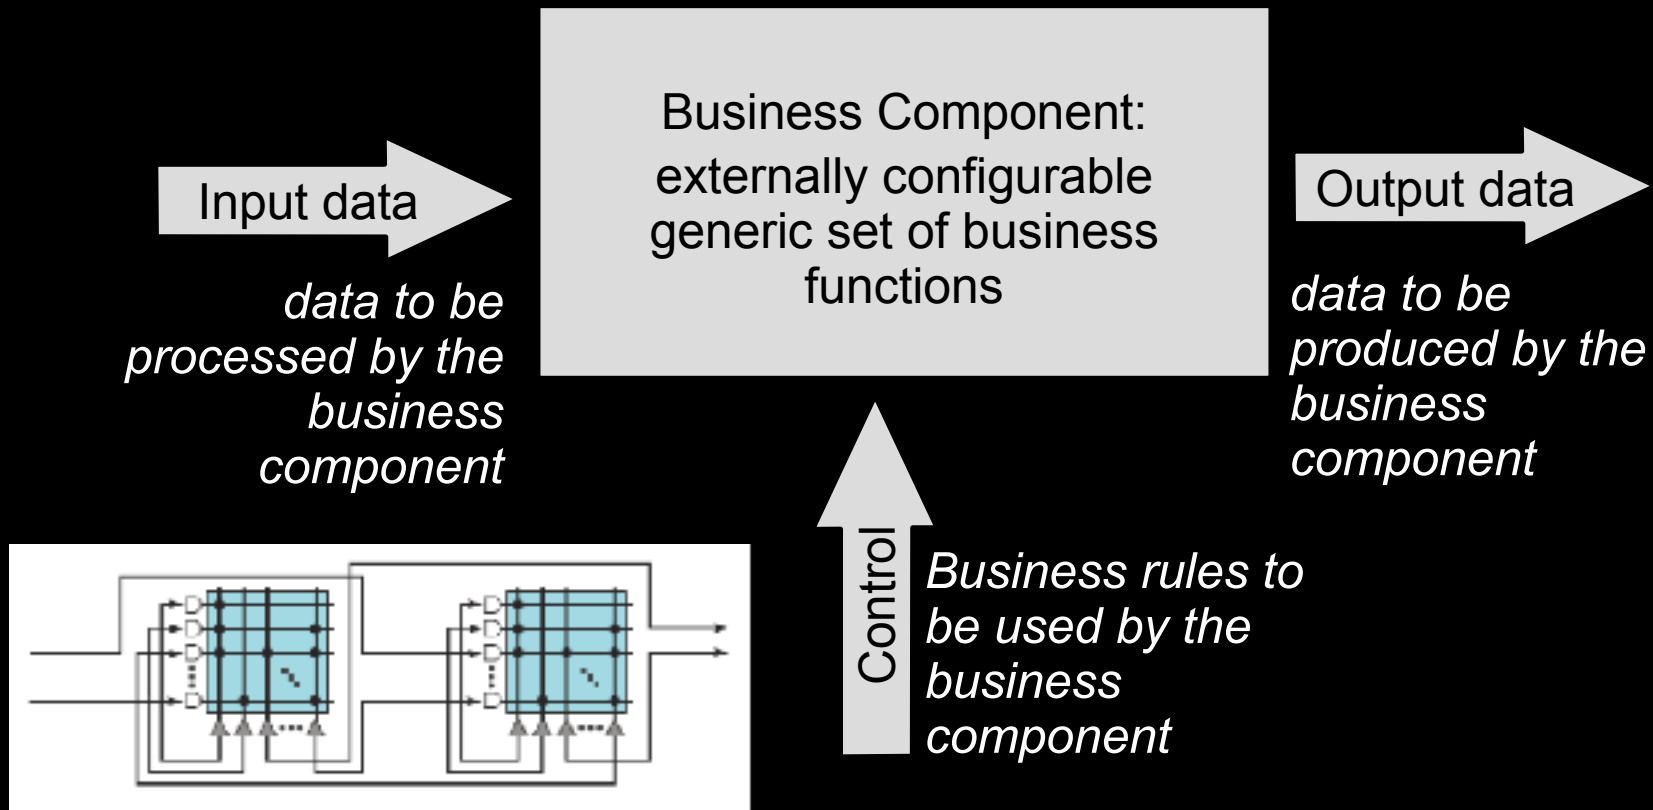 Business Component:
externally configurable
generic set of business
functions
Input data
data to be
processed by the
business
component
Output data
data to be
produced by the
business
component
Control
Business rules to
be used by the
business
component